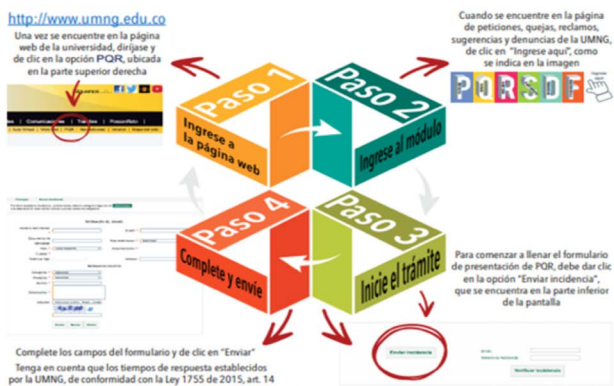 http://www.umng.edu.co
Una vez se encuentre en la página
web de la universidad, diríjase y
de clic en la opción PQR, ubicada
en la parte superior derecha
Cuando se encuentre en la página
de peticiones, quejas, reclamos,
sugerencias y denuncias de la UMNG,
de clic en "Ingrese aquí", como
se indica en la imagen
PQRSDF
Paso 1
Ingrese a
la página web
Paso 2
Ingrese al módulo
Paso 4
Complete y envíe
Paso 3
Inicie el trámite
Para comenzar a llenar el formulario
de presentación de PQR, debe dar clic
en la opción "Enviar incidencia",
que se encuentra en la parte inferior
de la pantalla
Enviar incidencia
Verificar incidencia
Complete los campos del formulario y de clic en "Enviar"
Tenga en cuenta que los tiempos de respuesta establecidos
por la UMNG, de conformidad con la Ley 1755 de 2015, art. 14